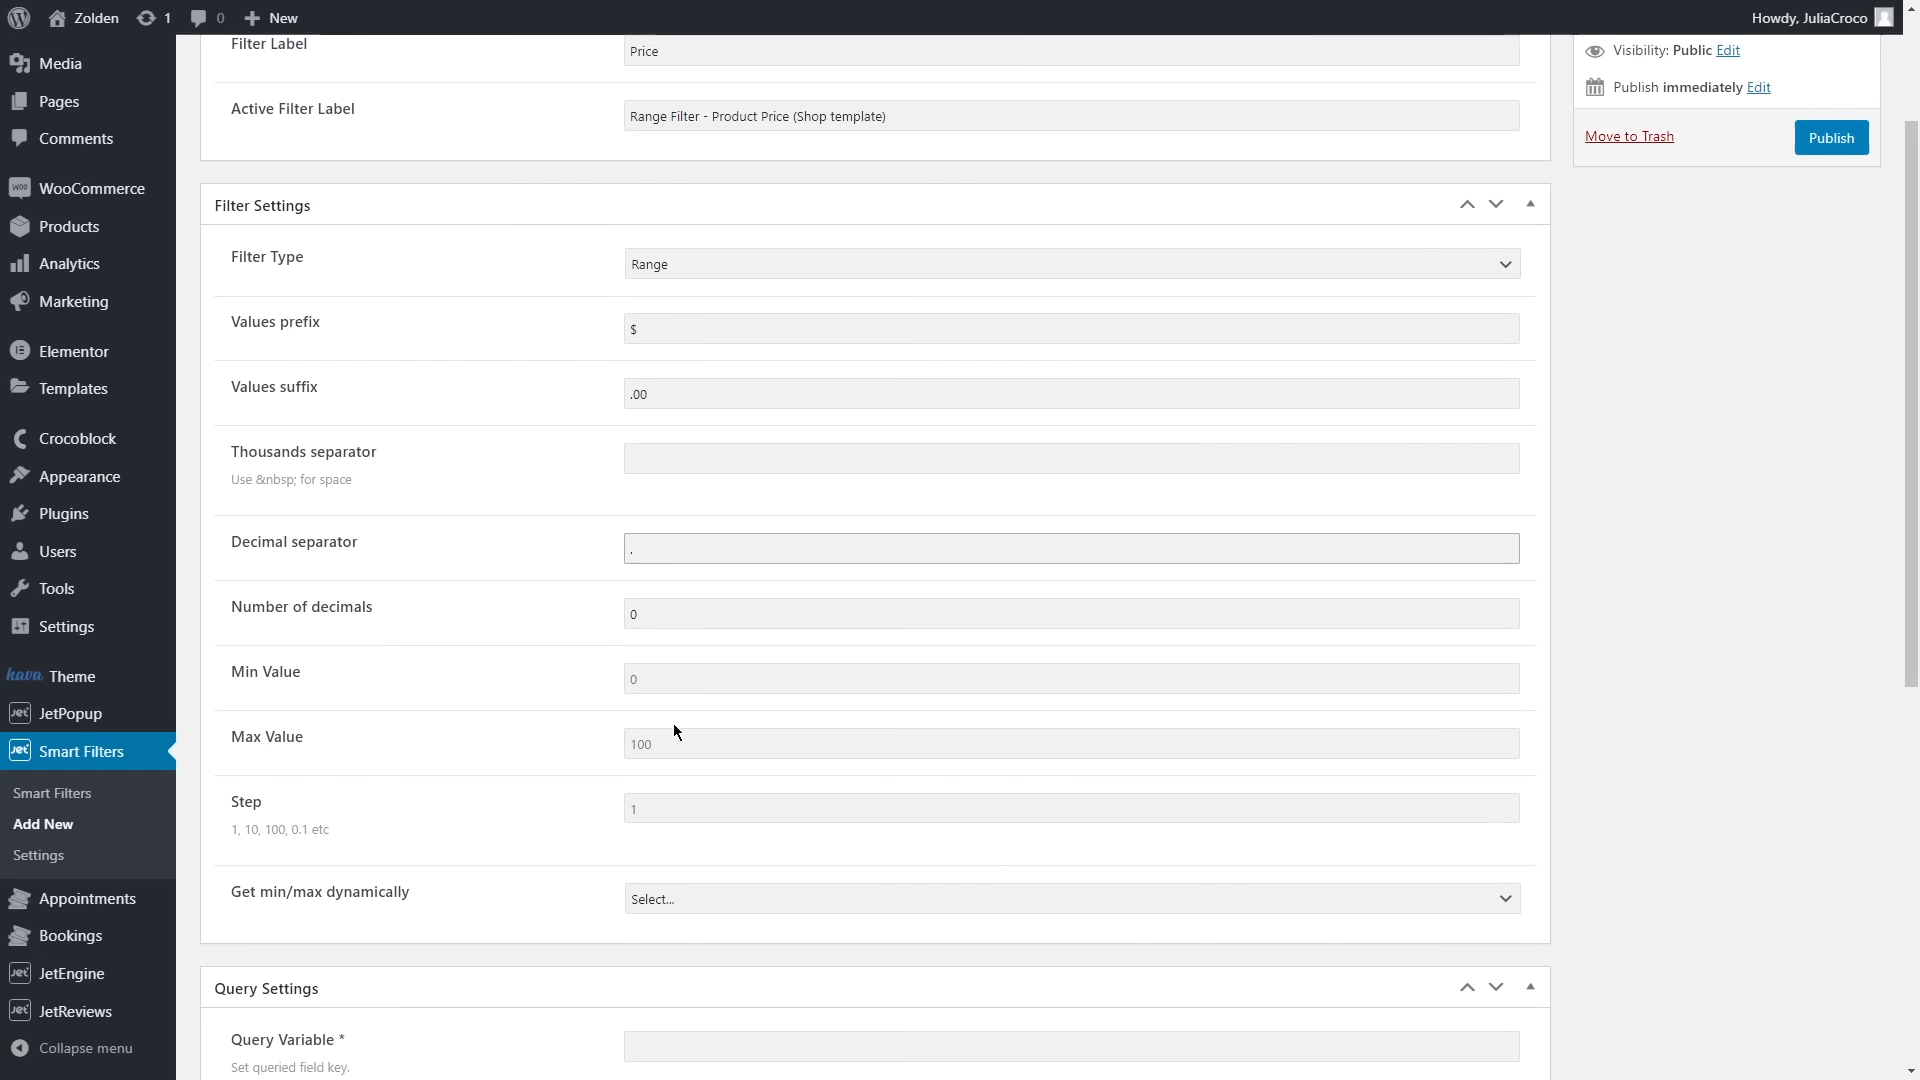 Zolden
1
0
New
Howdy, JuliaCroco
Media
Pages
Comments
WooCommerce
Products
Analytics
Marketing
Elementor
Templates
Crocoblock
Appearance
Plugins
Users
Tools
Settings
kava Theme
Jet JetPopup
Jet Smart Filters
Smart Filters
Add New
Settings
Appointments
Bookings
Jet JetEngine
Jet JetReviews
Collapse menu
Filter Label
Price
Active Filter Label
Range Filter - Product Price (Shop template)
Filter Settings
Filter Type
Range
Values prefix
$
Values suffix
.00
Thousands separator
Use &nbsp; for space
Decimal separator
.
Number of decimals
0
Min Value
0
Max Value
100
Step
1
1, 10, 100, 0.1 etc
Get min/max dynamically
Select...
Query Settings
Query Variable *
Set queried field key.
Visibility: Public Edit
Publish immediately Edit
Move to Trash
Publish